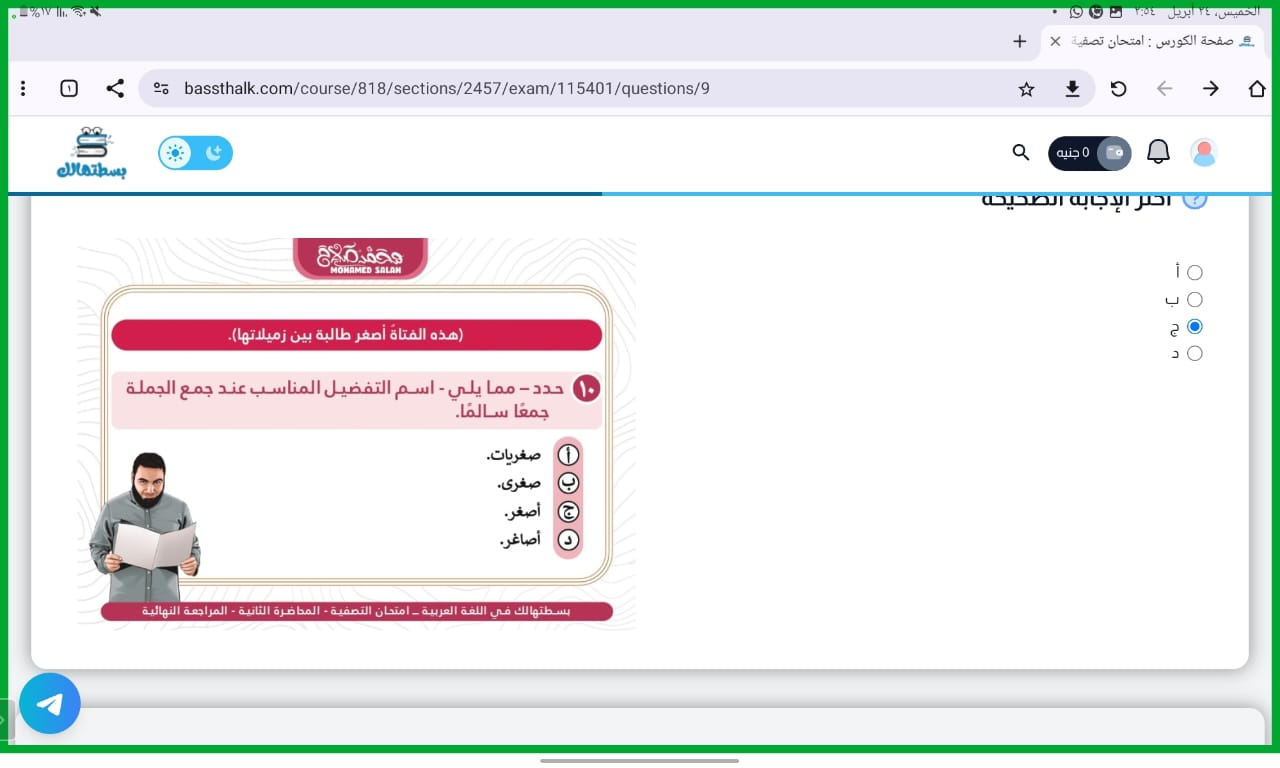 الخميس، ٢٤ أبريل ٢:٥٤
%١٧
صفحة الكورس : امتحان تصفية
١
bassthalk.com/course/818/sections/2457/exam/115401/questions/9
بسطتهالك
0 جنيه
اختر الإجابة الصحيحة
أ
ب
ج
د
محمد صلاح
MOHAMED SALAH
(هذه الفتاةُ أصغر طالبة بين زميلاتها).
١٠ حدد – مما يلي - اسم التفضيل المناسب عند جمع الجملة
جمعًا سالمًا.
أ صغريات.
ب صغرى.
ج أصغر.
د أصاغر.
بسطتهالك في اللغة العربية – امتحان التصفية - المحاضرة الثانية - المراجعة النهائية